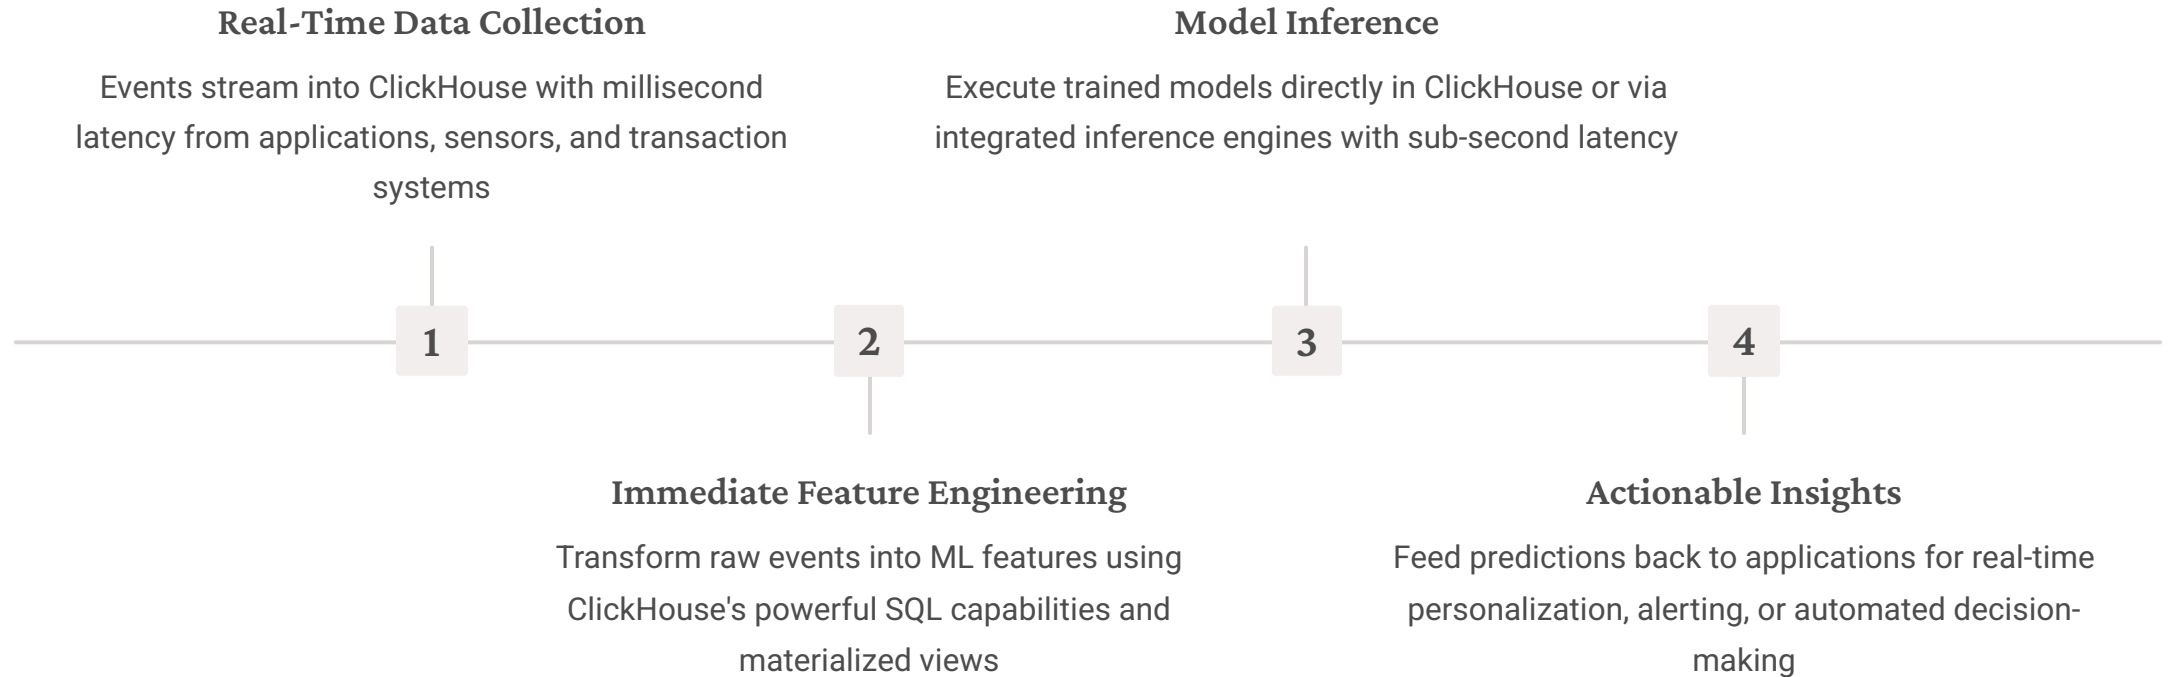 Real-Time Data Collection
Events stream into ClickHouse with millisecond
latency from applications, sensors, and transaction
systems
Model Inference
Execute trained models directly in ClickHouse or via
integrated inference engines with sub-second latency
1
2
3
4
Immediate Feature Engineering
Transform raw events into ML features using
ClickHouse's powerful SQL capabilities and
materialized views
Actionable Insights
Feed predictions back to applications for real-time
personalization, alerting, or automated decision-
making